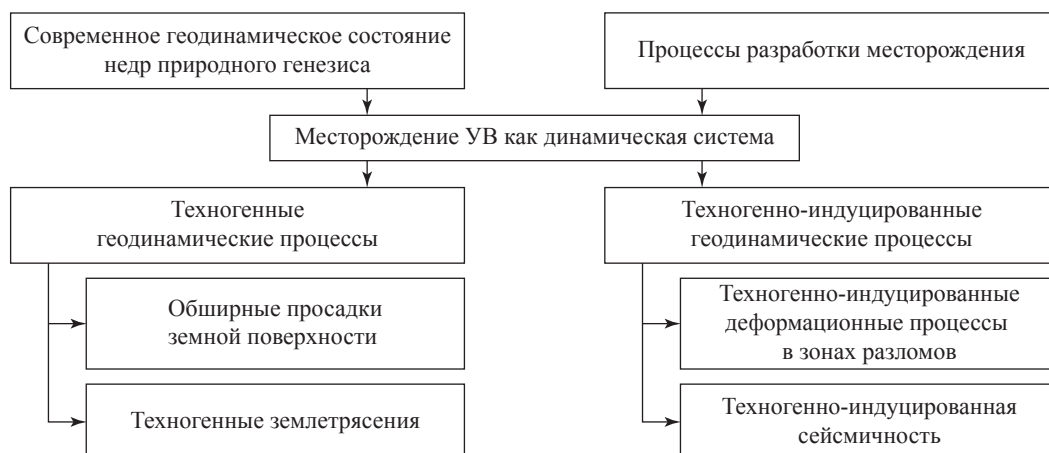 Современное геодинамическое состояние
недр природного генезиса
Процессы разработки месторождения
Месторождение УВ как динамическая система
Техногенные
геодинамические процессы
Техногенно-индуцированные
геодинамические процессы
Обширные просадки
земной поверхности
Техногенно-индуцированные
деформационные процессы
в зонах разломов
Техногенные землетрясения
Техногенно-индуцированная
сейсмичность